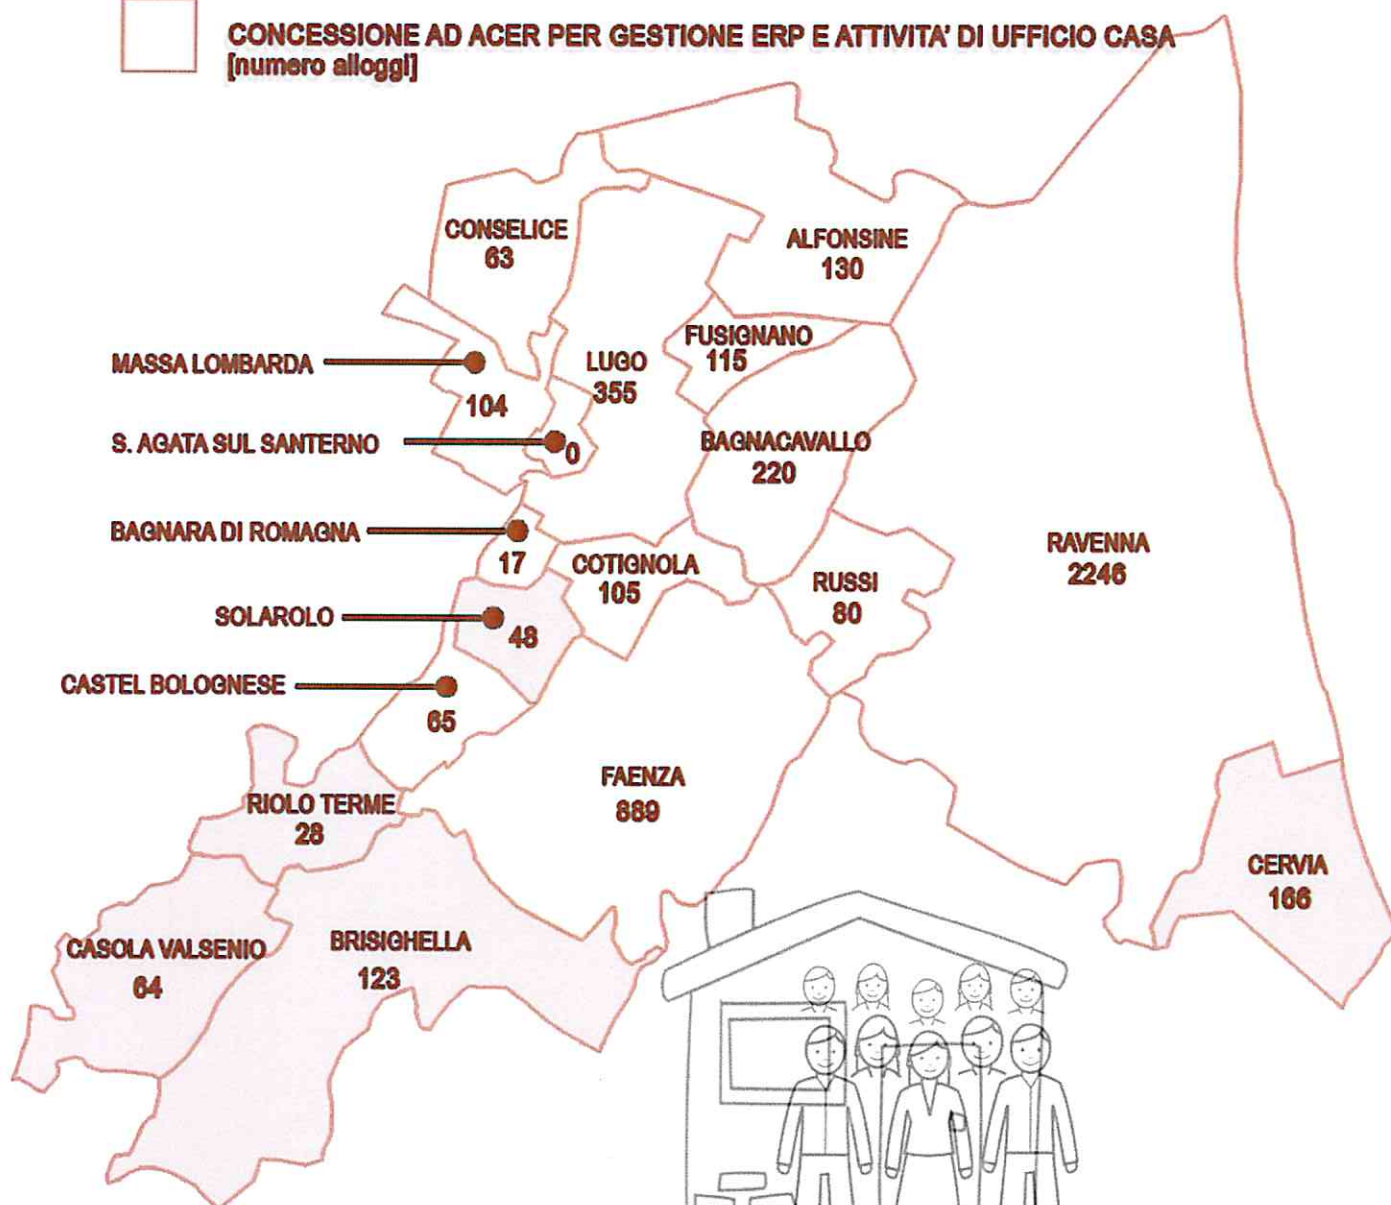 CONCESSIONE AD ACER PER GESTIONE ERP E ATTIVITA' DI UFFICIO CASA
[numero alloggi]
CONSELICE
63
ALFONSINE
130
MASSA LOMBARDA
104
LUGO
355
FUSIGNANO
115
S. AGATA SUL SANTERNO
0
BAGNACAVALLO
220
BAGNARA DI ROMAGNA
17
COTIGNOLA
105
RUSSI
80
RAVENNA
2246
SOLAROLO
48
CASTEL BOLOGNESE
65
RIOLO TERME
28
FAENZA
889
CERVIA
166
CASOLA VALSENIO
64
BRISIGHELLA
123